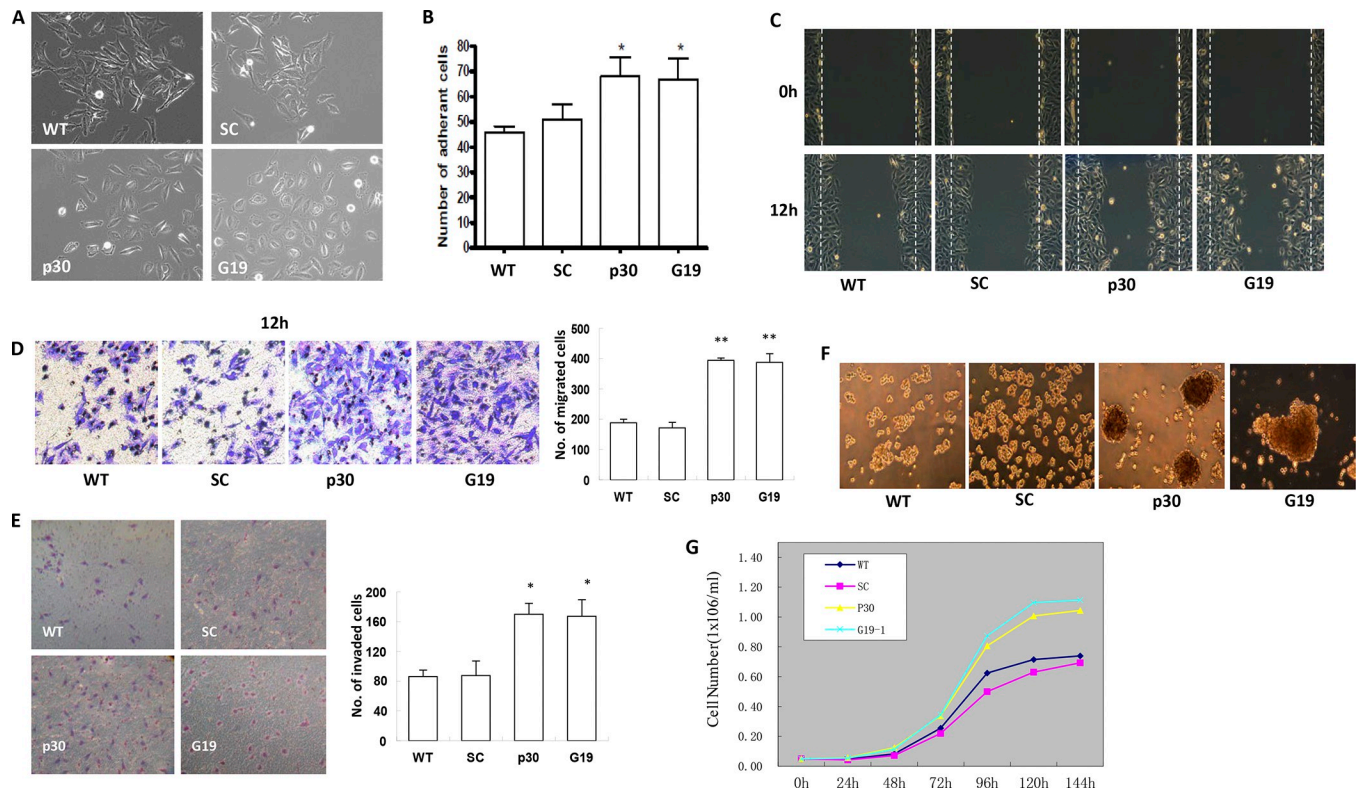 A
WT
SC
p30
G19
B
Number of adherant cells
80
70
60
50
40
30
20
10
0
*
*
WT SC p30 G19
C
0h
12h
WT SC p30 G19
D
12h
WT SC p30 G19
No. of migrated cells
500
400
300
200
100
0
**
**
WT SC p30 G19
E
WT
SC
p30
G19
No. of invaded cells
200
160
120
80
40
0
*
*
WT SC p30 G19
F
WT SC p30 G19
G
Cell Number(1x106/ml)
1.40
1.20
1.00
0.80
0.60
0.40
0.20
0.00
WT
SC
P30
G19-1
0h 24h 48h 72h 96h 120h 144h